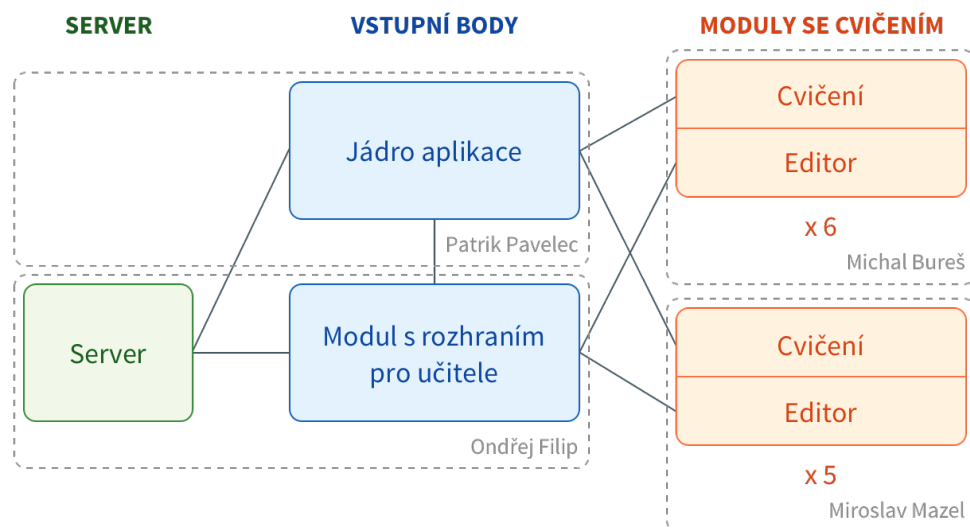 SERVER
VSTUPNÍ BODY
MODULY SE CVIČENÍM
Jádro aplikace
Patrik Pavelec
Cvičení
Editor
x 6
Michal Bureš
Server
Modul s rozhraním
pro učitele
Ondřej Filip
Cvičení
Editor
x 5
Miroslav Mazel